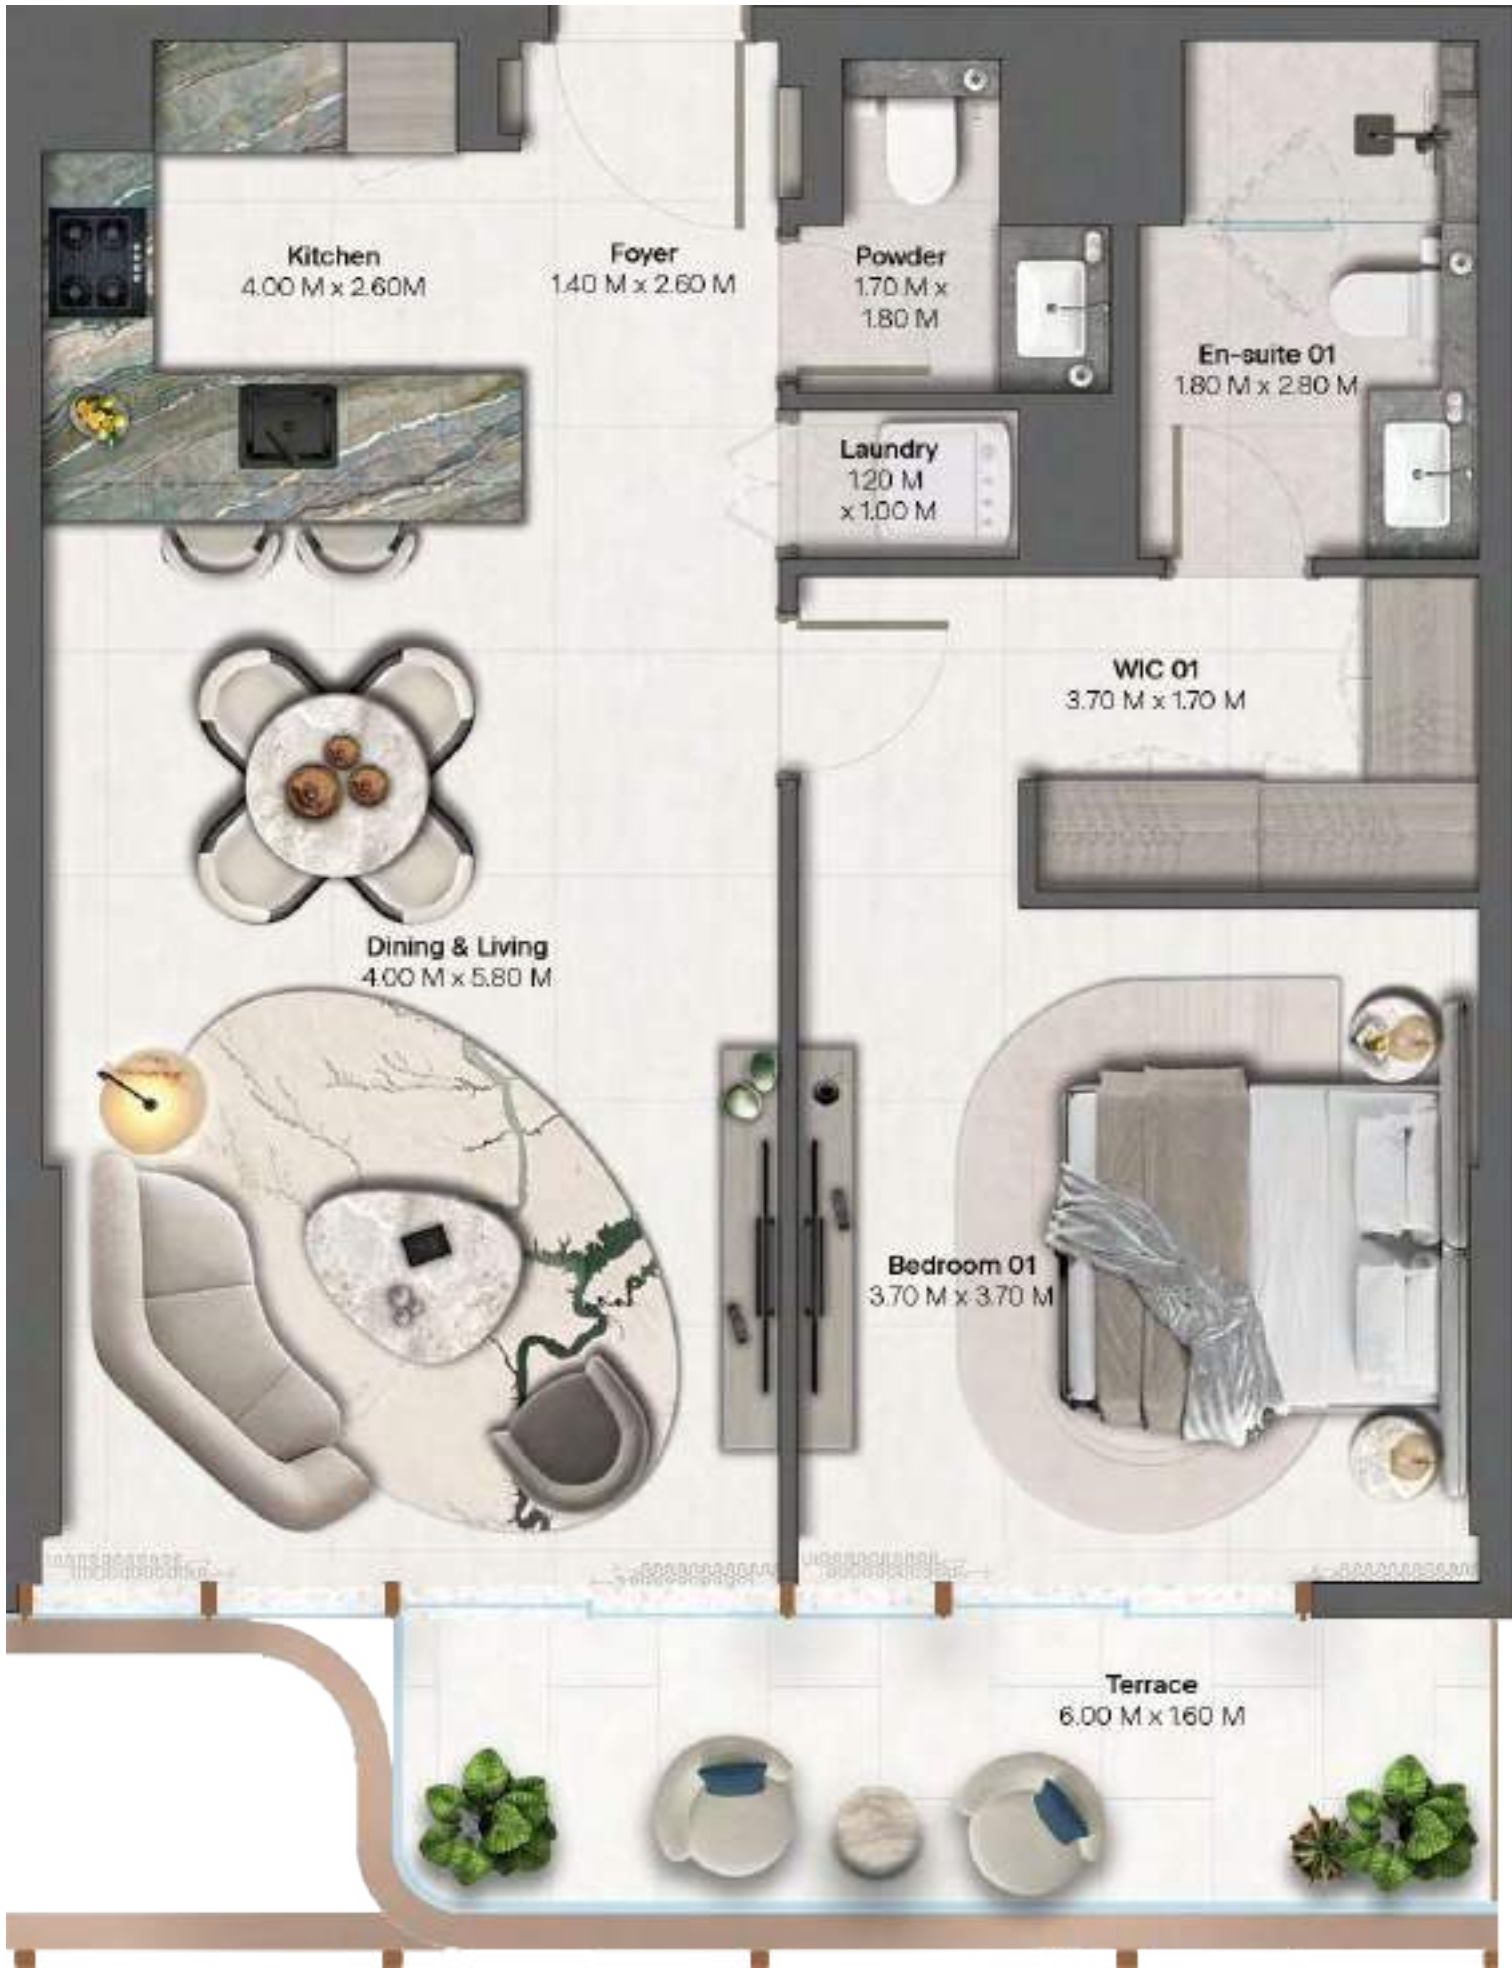 Kitchen
4.00 M x 2.60M
Foyer
1.40 M x 2.60 M
Powder
1.70 M x
1.80 M
En-suite 01
1.80 M x 2.80 M
Laundry
1.20 M
x 1.00 M
WIC 01
3.70 M x 1.70 M
Dining & Living
4.00 M x 5.80 M
Bedroom 01
3.70 M x 3.70 M
Terrace
6.00 M x 1.60 M